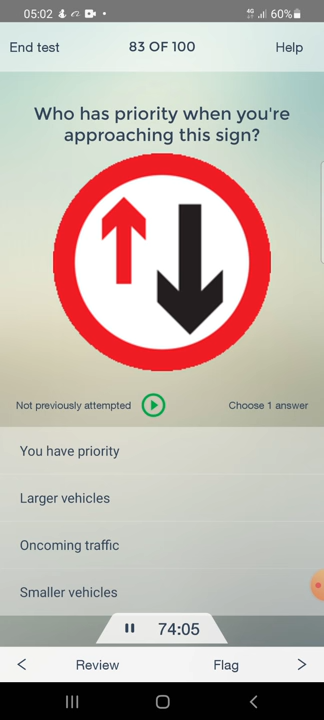 05:02 60%
End test 83 OF 100 Help
Who has priority when you're
approaching this sign?
Not previously attempted Choose 1 answer
You have priority
Larger vehicles
Oncoming traffic
Smaller vehicles
74:05
< Review Flag >